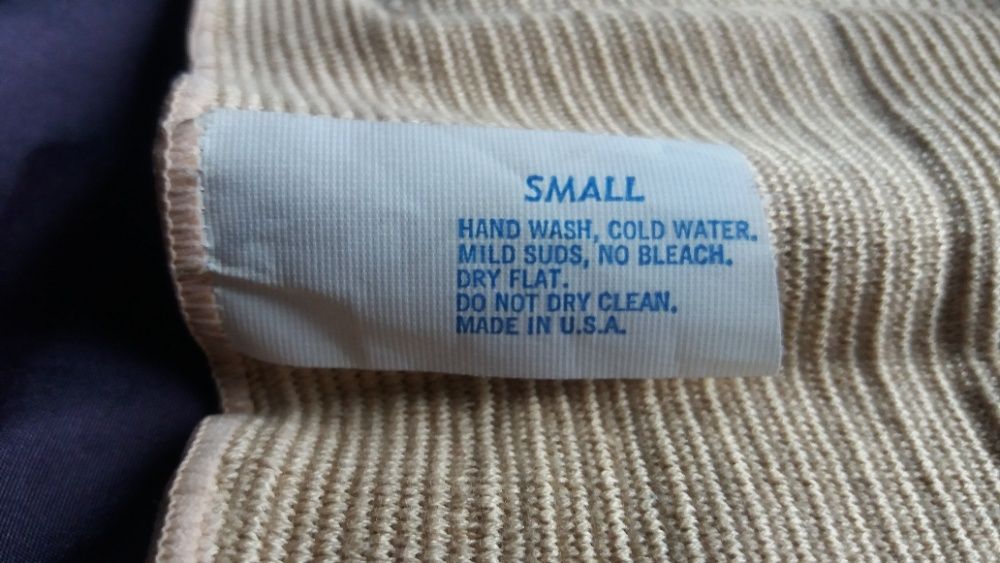 SMALL
HAND WASH, COLD WATER.
MILD SUDS, NO BLEACH.
DRY FLAT.
DO NOT DRY CLEAN.
MADE IN U.S.A.